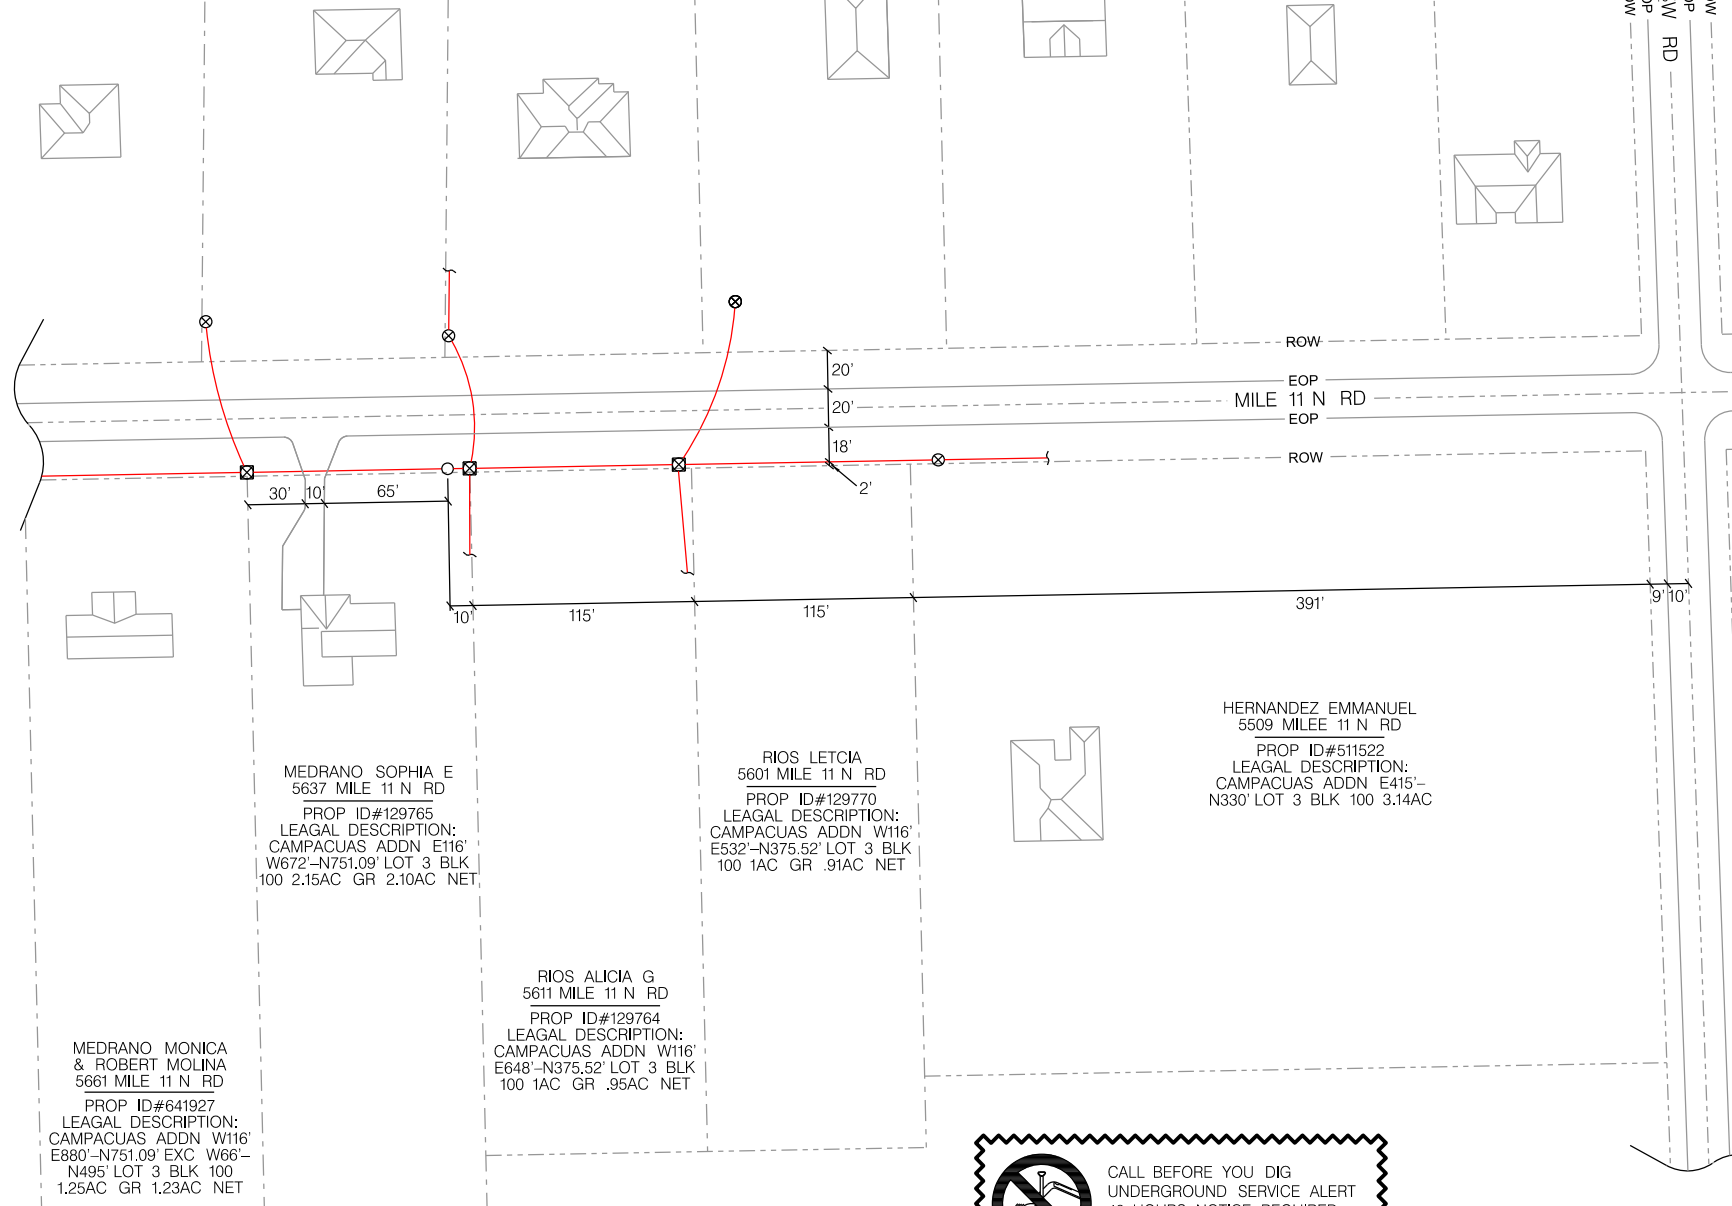 ROW
OP
W RD
OP
OW
ROW
20'
EOP
20'
MILE 11 N RD
EOP
18'
ROW
2'
30'
10'
65'
10'
115'
115'
391'
9'
10'
HERNANDEZ EMMANUEL
5509 MILEE 11 N RD
PROP ID#511522
LEAGAL DESCRIPTION:
CAMPACUAS ADDN E415'-
N330' LOT 3 BLK 100 3.14AC
RIOS LETCIA
5601 MILE 11 N RD
PROP ID#129770
LEAGAL DESCRIPTION:
CAMPACUAS ADDN W116'
E532'-N375.52' LOT 3 BLK
100 1AC GR .91AC NET
MEDRANO SOPHIA E
5637 MILE 11 N RD
PROP ID#129765
LEAGAL DESCRIPTION:
CAMPACUAS ADDN E116'
W672'-N751.09' LOT 3 BLK
100 2.15AC GR 2.10AC NET
RIOS ALICIA G
5611 MILE 11 N RD
PROP ID#129764
LEAGAL DESCRIPTION:
CAMPACUAS ADDN W116'
E648'-N375.52' LOT 3 BLK
100 1AC GR .95AC NET
MEDRANO MONICA
& ROBERT MOLINA
5661 MILE 11 N RD
PROP ID#641927
LEAGAL DESCRIPTION:
CAMPACUAS ADDN W116'
E880'-N751.09' EXC W66'-
N495' LOT 3 BLK 100
1.25AC GR 1.23AC NET
CALL BEFORE YOU DIG
UNDERGROUND SERVICE ALERT
HOURS NOTICE REQUIRED